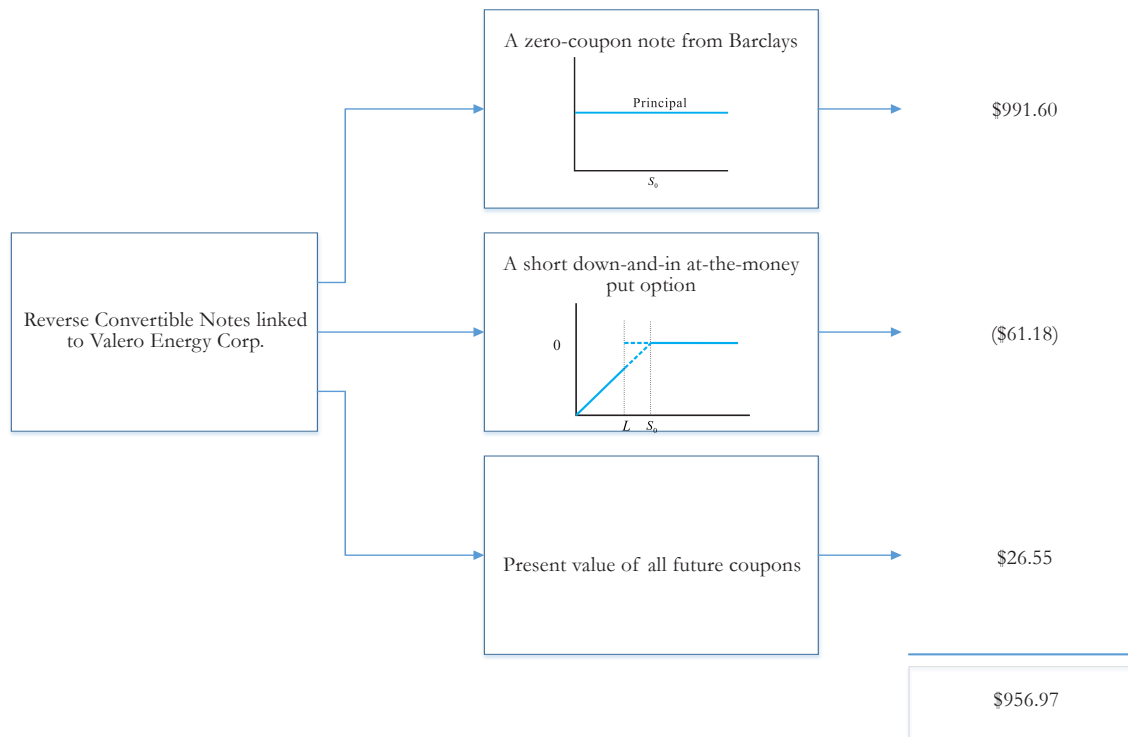 A zero-coupon note from Barclays
Principal
S₀
$991.60
Reverse Convertible Notes linked
to Valero Energy Corp.
A short down-and-in at-the-money
put option
0
L S₀
($61.18)
Present value of all future coupons
$26.55
$956.97